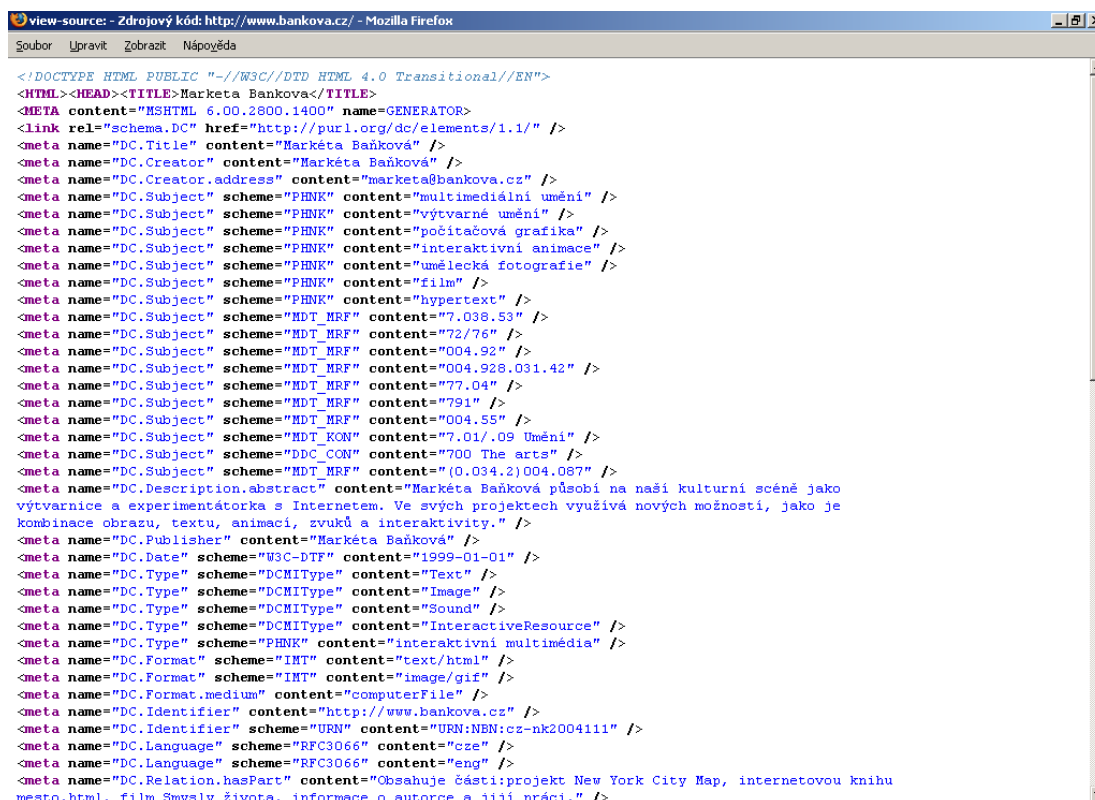 view-source: - Zdrojový kód: http://www.bankova.cz/ - Mozilla Firefox
Soubor Upravit Zobrazit Nápověda
<!DOCTYPE HTML PUBLIC "-//W3C//DTD HTML 4.0 Transitional//EN">
<HTML><HEAD><TITLE>Marketa Bankova</TITLE>
<META content="MSHTML 6.00.2800.1400" name=GENERATOR>
<link rel="schema.DC" href="http://purl.org/dc/elements/1.1/" />
<meta name="DC.Title" content="Markéta Baňková" />
<meta name="DC.Creator" content="Markéta Baňková" />
<meta name="DC.Creator.address" content="marketa@bankova.cz" />
<meta name="DC.Subject" scheme="PHNK" content="multimediální umění" />
<meta name="DC.Subject" scheme="PHNK" content="výtvarné umění" />
<meta name="DC.Subject" scheme="PHNK" content="počítačová grafika" />
<meta name="DC.Subject" scheme="PHNK" content="interaktivní animace" />
<meta name="DC.Subject" scheme="PHNK" content="umělecká fotografie" />
<meta name="DC.Subject" scheme="PHNK" content="film" />
<meta name="DC.Subject" scheme="PHNK" content="hypertext" />
<meta name="DC.Subject" scheme="MDT_MRF" content="7.038.53" />
<meta name="DC.Subject" scheme="MDT_MRF" content="72/76" />
<meta name="DC.Subject" scheme="MDT_MRF" content="004.92" />
<meta name="DC.Subject" scheme="MDT_MRF" content="004.928.031.42" />
<meta name="DC.Subject" scheme="MDT_MRF" content="77.04" />
<meta name="DC.Subject" scheme="MDT_MRF" content="791" />
<meta name="DC.Subject" scheme="MDT_MRF" content="004.55" />
<meta name="DC.Subject" scheme="MDT_KON" content="7.01/.09 Umění" />
<meta name="DC.Subject" scheme="DDC_CON" content="700 The arts" />
<meta name="DC.Subject" scheme="MDT_MRF" content="(0.034.2)004.087" />
<meta name="DC.Description.abstract" content="Markéta Baňková působí na naší kulturní scéně jako
výtvarnice a experimentátorka s Internetem. Ve svých projektech využívá nových možností, jako je
kombinace obrazu, textu, animací, zvuků a interaktivity." />
<meta name="DC.Publisher" content="Markéta Baňková" />
<meta name="DC.Date" scheme="W3C-DTF" content="1999-01-01" />
<meta name="DC.Type" scheme="DCMIType" content="Text" />
<meta name="DC.Type" scheme="DCMIType" content="Image" />
<meta name="DC.Type" scheme="DCMIType" content="Sound" />
<meta name="DC.Type" scheme="DCMIType" content="InteractiveResource" />
<meta name="DC.Type" scheme="PHNK" content="interaktivní multimédia" />
<meta name="DC.Format" scheme="IMT" content="text/html" />
<meta name="DC.Format" scheme="IMT" content="image/gif" />
<meta name="DC.Format.medium" content="computerFile" />
<meta name="DC.Identifier" content="http://www.bankova.cz" />
<meta name="DC.Identifier" scheme="URN" content="URN:NBN:cz-nk2004111" />
<meta name="DC.Language" scheme="RFC3066" content="cze" />
<meta name="DC.Language" scheme="RFC3066" content="eng" />
<meta name="DC.Relation.hasPart" content="Obsahuje části:projekt New York City Map, internetovou knihu
mesto.html, film Smysly života, informace o autorce a její práci." />